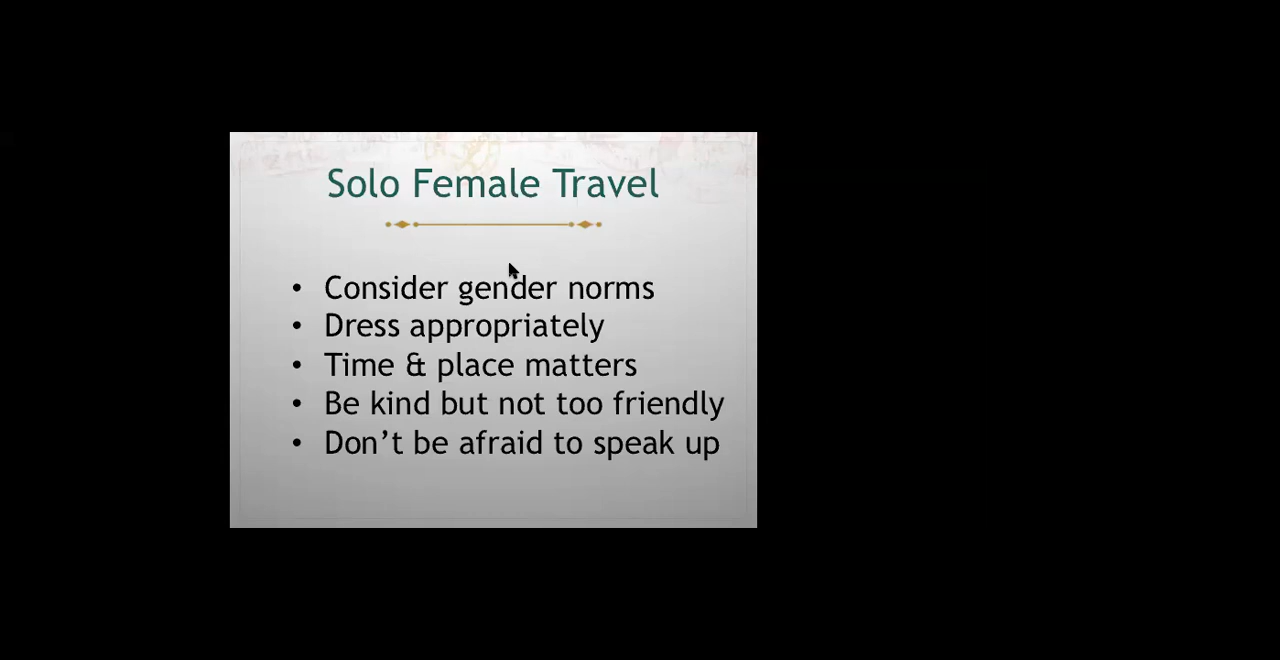 Solo Female Travel
• Consider gender norms
• Dress appropriately
• Time & place matters
• Be kind but not too friendly
• Don’t be afraid to speak up